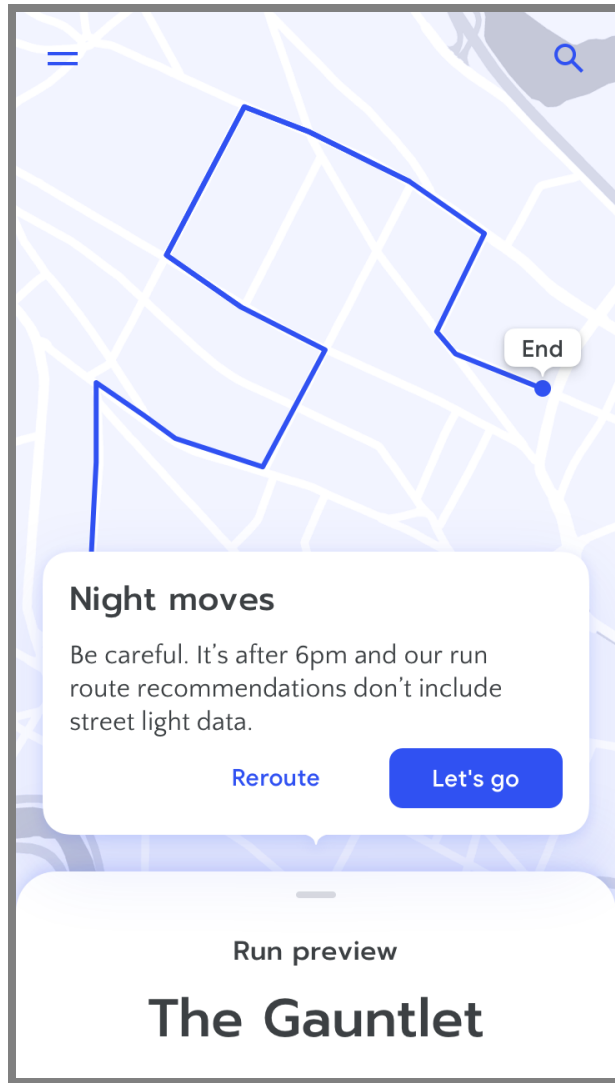 End
Night moves
Be careful. It’s after 6pm and our run
route recommendations don’t include
street light data.
Reroute
Let's go
Run preview
The Gauntlet